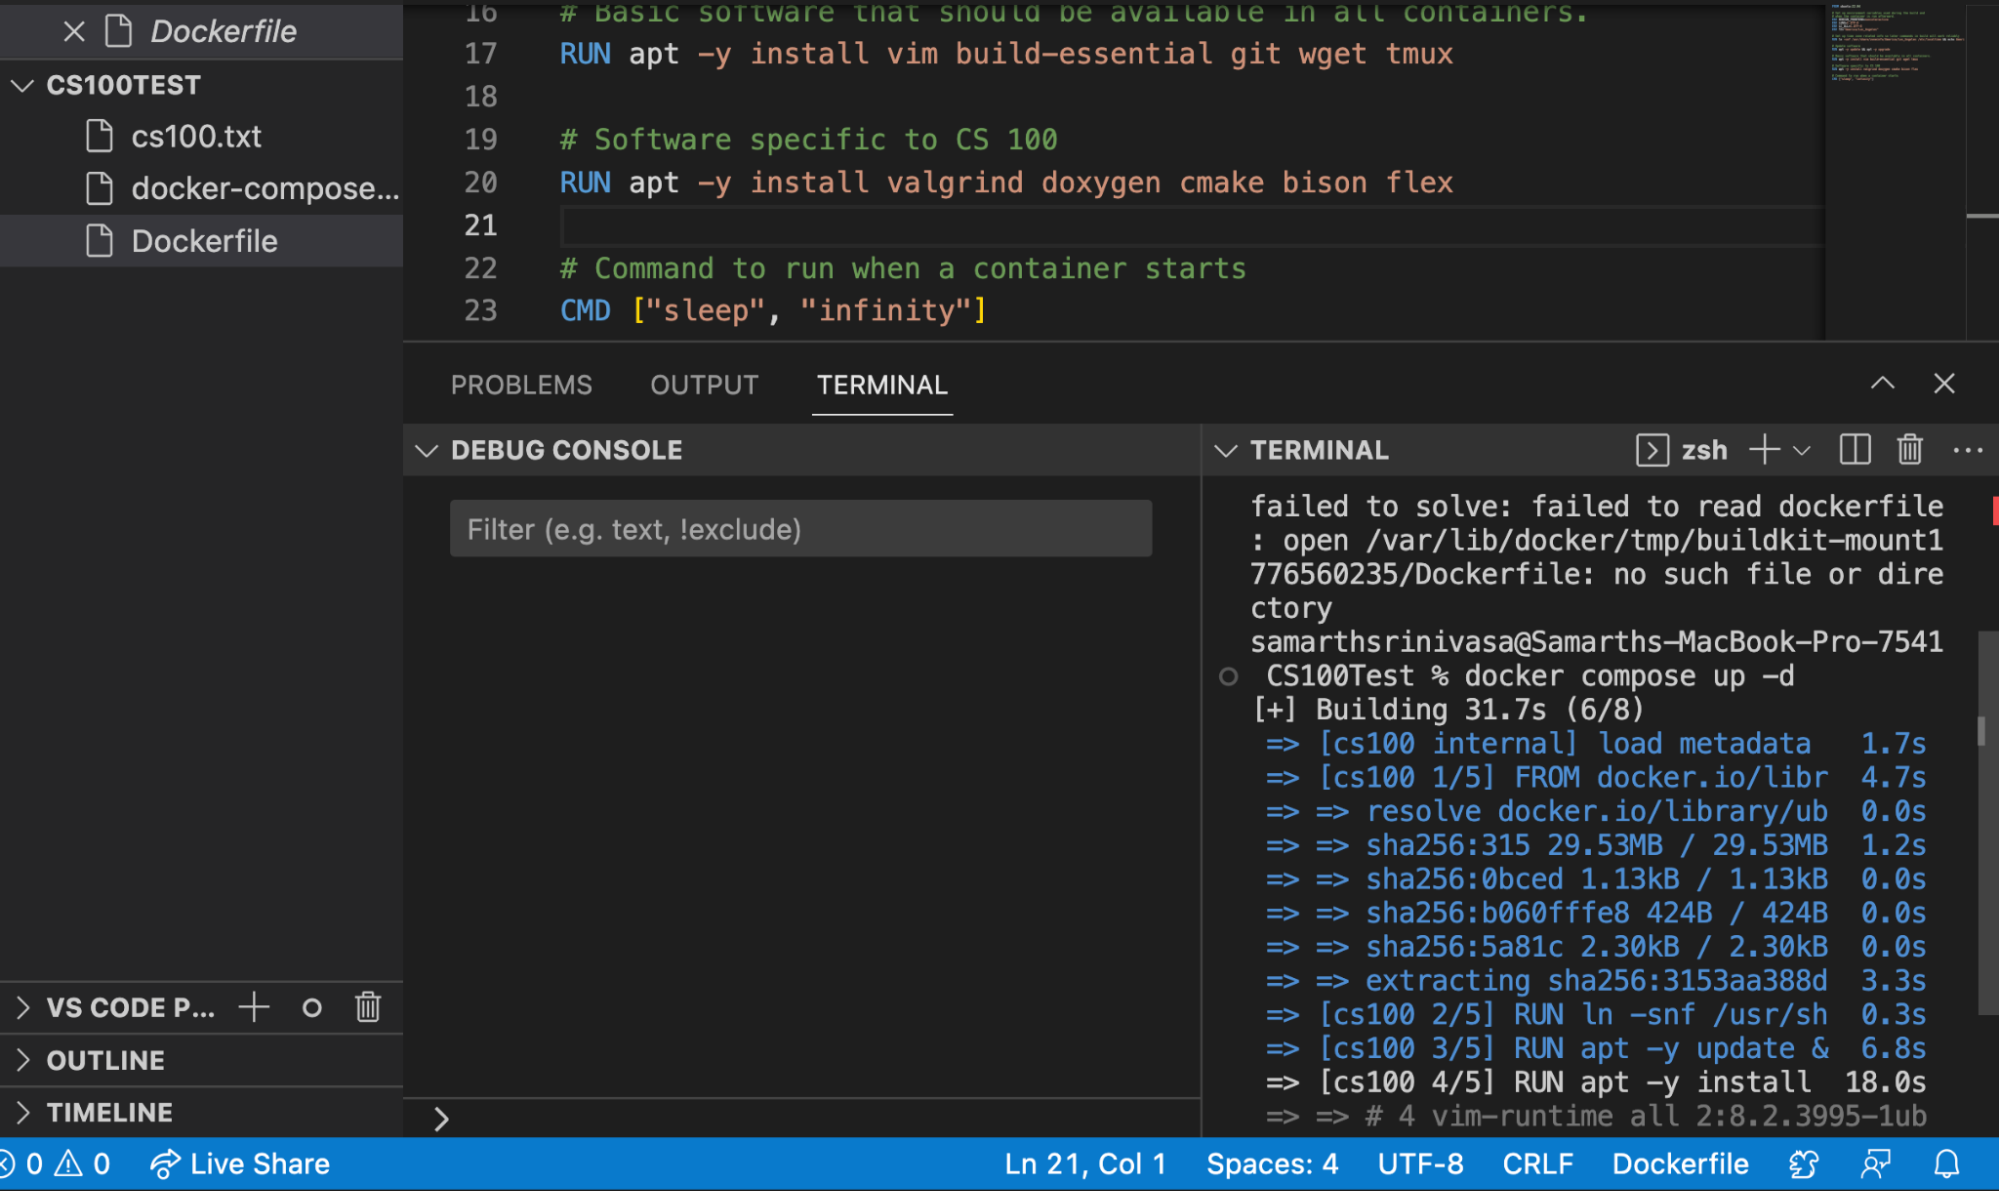 Dockerfile
CS100TEST
cs100.txt
docker-compose...
Dockerfile
VS CODE P...
OUTLINE
TIMELINE
16 # Basic software that should be available in all containers.
17 RUN apt -y install vim build-essential git wget tmux
18
19 # Software specific to CS 100
20 RUN apt -y install valgrind doxygen cmake bison flex
21
22 # Command to run when a container starts
23 CMD ["sleep", "infinity"]
PROBLEMS OUTPUT TERMINAL
DEBUG CONSOLE
Filter (e.g. text, !exclude)
TERMINAL zsh
failed to solve: failed to read dockerfile
: open /var/lib/docker/tmp/buildkit-mount1
776560235/Dockerfile: no such file or dire
ctory
samarthsrinivasa@Samarths-MacBook-Pro-7541
CS100Test % docker compose up -d
[+] Building 31.7s (6/8)
=> [cs100 internal] load metadata 1.7s
=> [cs100 1/5] FROM docker.io/libr 4.7s
=> => resolve docker.io/library/ub 0.0s
=> => sha256:315 29.53MB / 29.53MB 1.2s
=> => sha256:0bced 1.13kB / 1.13kB 0.0s
=> => sha256:b060fffe8 424B / 424B 0.0s
=> => sha256:5a81c 2.30kB / 2.30kB 0.0s
=> => extracting sha256:3153aa388d 3.3s
=> [cs100 2/5] RUN ln -snf /usr/sh 0.3s
=> [cs100 3/5] RUN apt -y update & 6.8s
=> [cs100 4/5] RUN apt -y install 18.0s
=> => # 4 vim-runtime all 2:8.2.3995-1ub
0 0 Live Share Ln 21, Col 1 Spaces: 4 UTF-8 CRLF Dockerfile